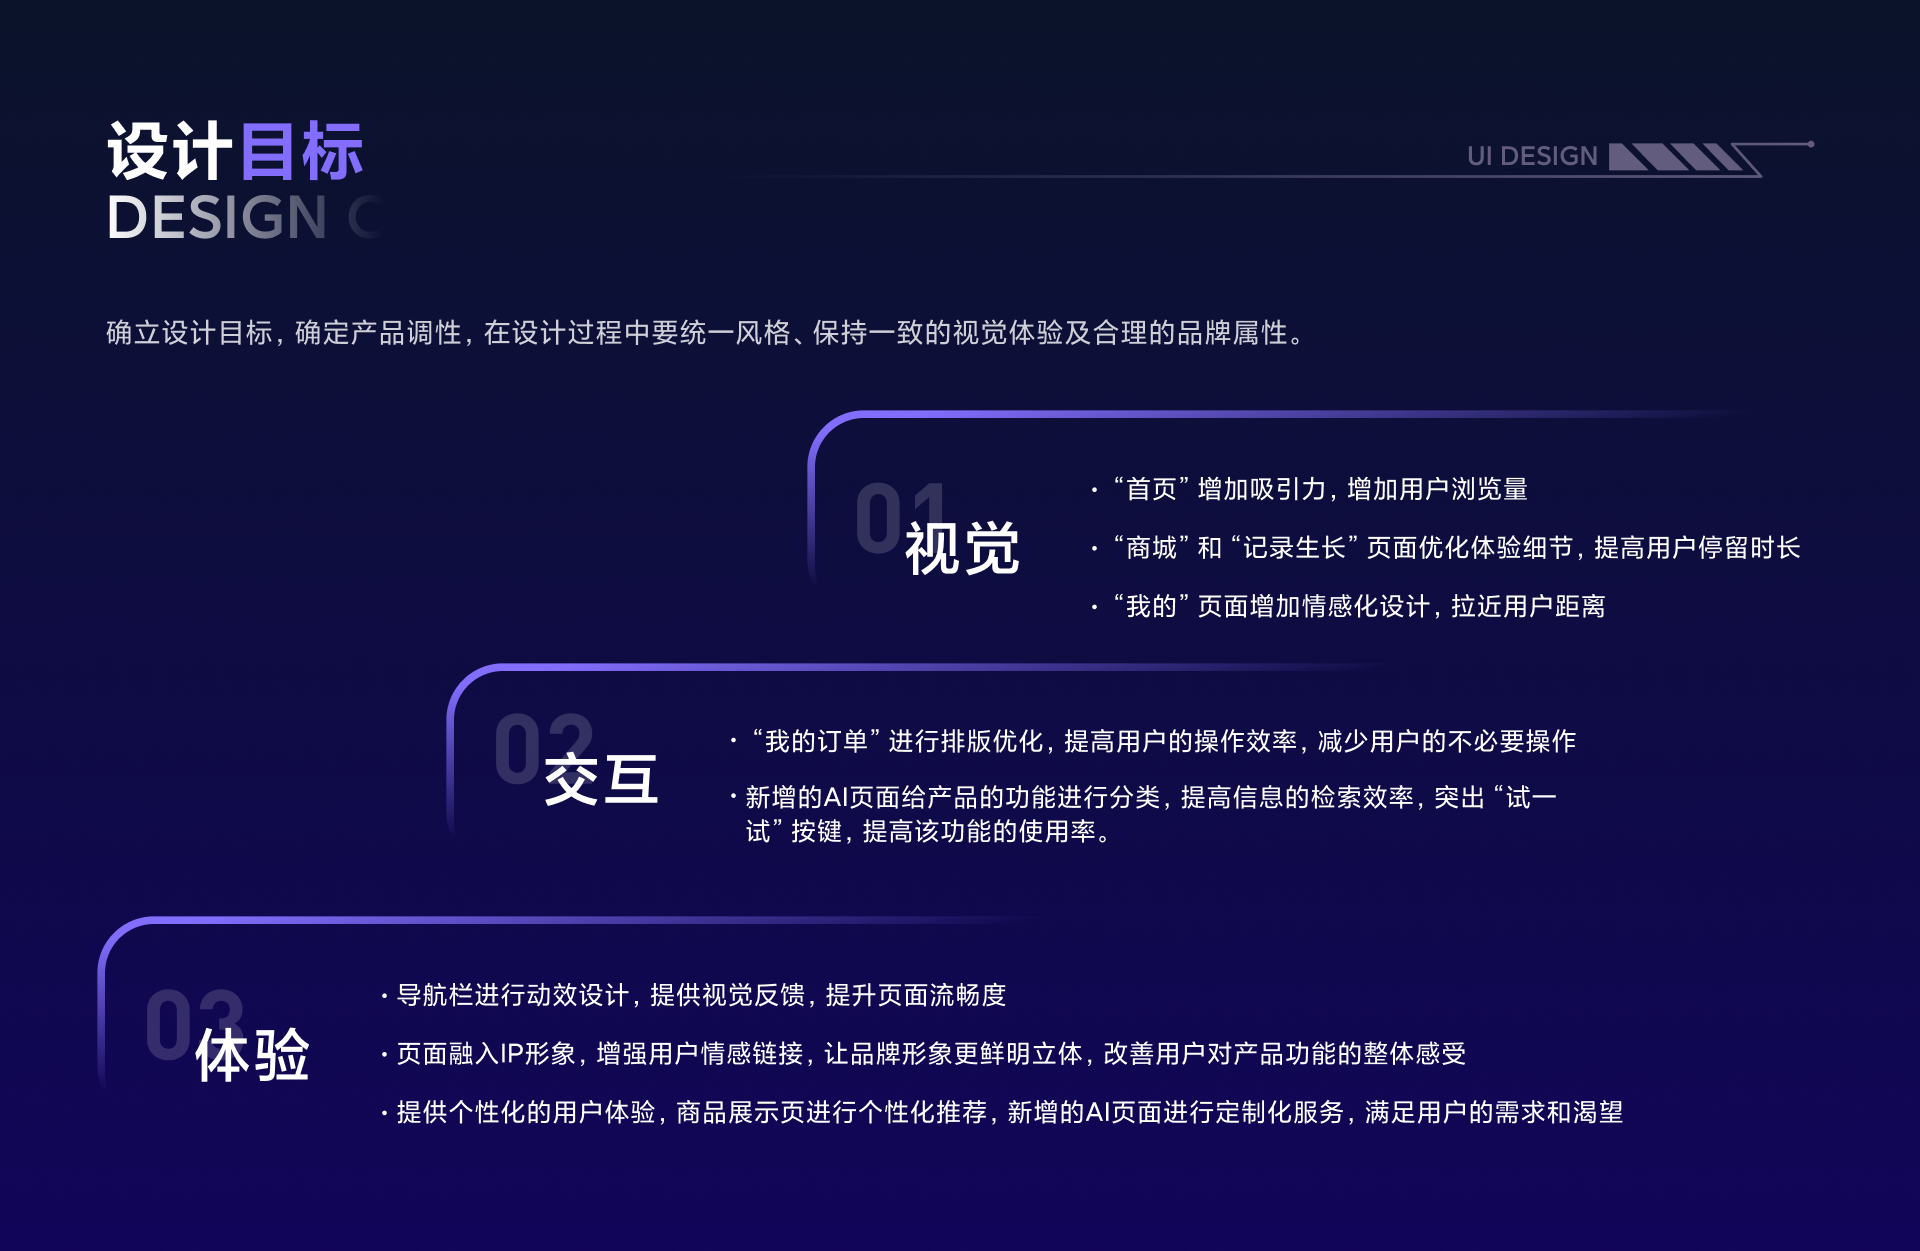 设计目标
DESIGN
UI DESIGN
确立设计目标，确定产品调性，在设计过程中要统一风格、保持一致的视觉体验及合理的品牌属性。
01
视觉
· “首页” 增加吸引力，增加用户浏览量
· “商城” 和 “记录生长” 页面优化体验细节，提高用户停留时长
· “我的” 页面增加情感化设计，拉近用户距离
02
交互
· “我的订单” 进行排版优化，提高用户的操作效率，减少用户的不必要操作
· 新增的AI页面给产品的功能进行分类，提高信息的检索效率，突出 “试一
试” 按键，提高该功能的使用率。
03
体验
· 导航栏进行动效设计，提供视觉反馈，提升页面流畅度
· 页面融入IP形象，增强用户情感链接，让品牌形象更鲜明立体，改善用户对产品功能的整体感受
· 提供个性化的用户体验，商品展示页进行个性化推荐，新增的AI页面进行定制化服务，满足用户的需求和渴望